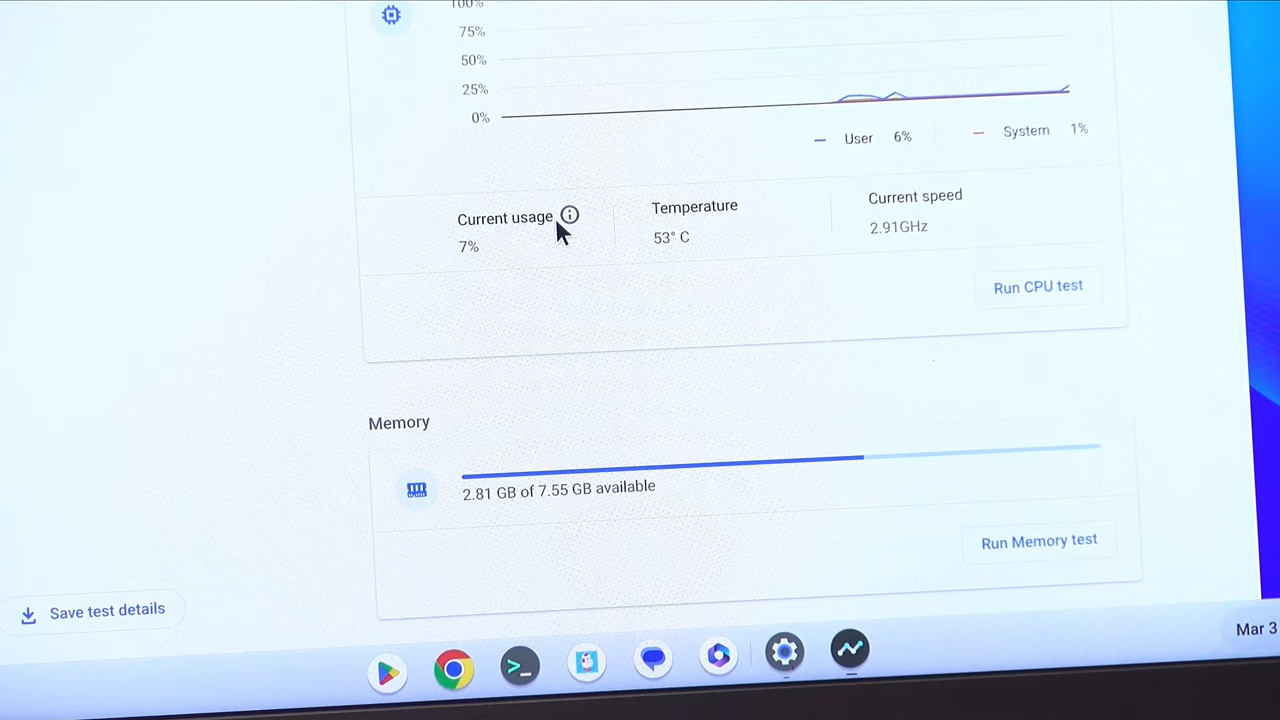 100%
75%
50%
25%
0%
User 6% System 1%
Current usage Temperature Current speed
7% 53° C 2.91GHz
Run CPU test
Memory
2.81 GB of 7.55 GB available
Run Memory test
Save test details
Mar 3